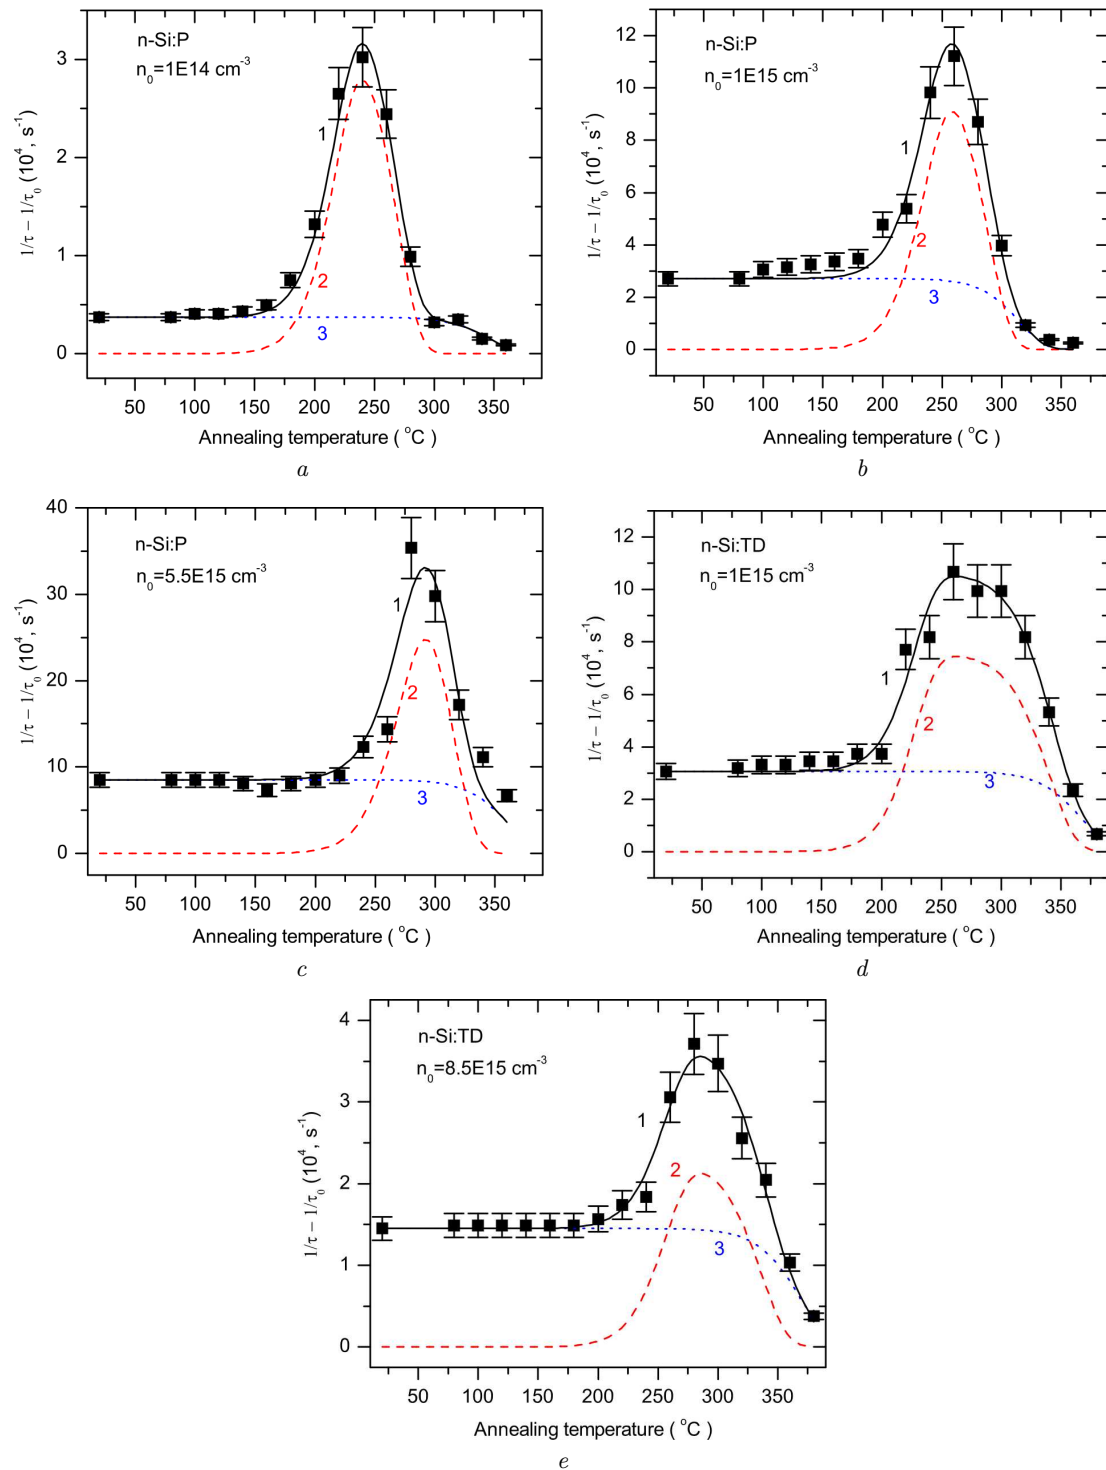 n-Si:P
n0=1E14 cm-3
1/τ − 1/τ0 (10^4, s-1)
3
2
1
0
1
2
3
50 100 150 200 250 300 350
Annealing temperature ( oC )
a
n-Si:P
n0=1E15 cm-3
1/τ − 1/τ0 (10^4, s-1)
12
10
8
6
4
2
0
1
2
3
50 100 150 200 250 300 350
Annealing temperature ( oC )
b
n-Si:P
n0=5.5E15 cm-3
1/τ − 1/τ0 (10^4, s-1)
40
30
20
10
0
1
2
3
50 100 150 200 250 300 350
Annealing temperature ( oC )
c
n-Si:TD
n0=1E15 cm-3
1/τ − 1/τ0 (10^4, s-1)
12
10
8
6
4
2
0
1
2
3
50 100 150 200 250 300 350
Annealing temperature ( oC )
d
n-Si:TD
n0=8.5E15 cm-3
1/τ − 1/τ0 (10^4, s-1)
4
3
2
1
0
1
2
3
50 100 150 200 250 300 350
Annealing temperature ( oC )
e